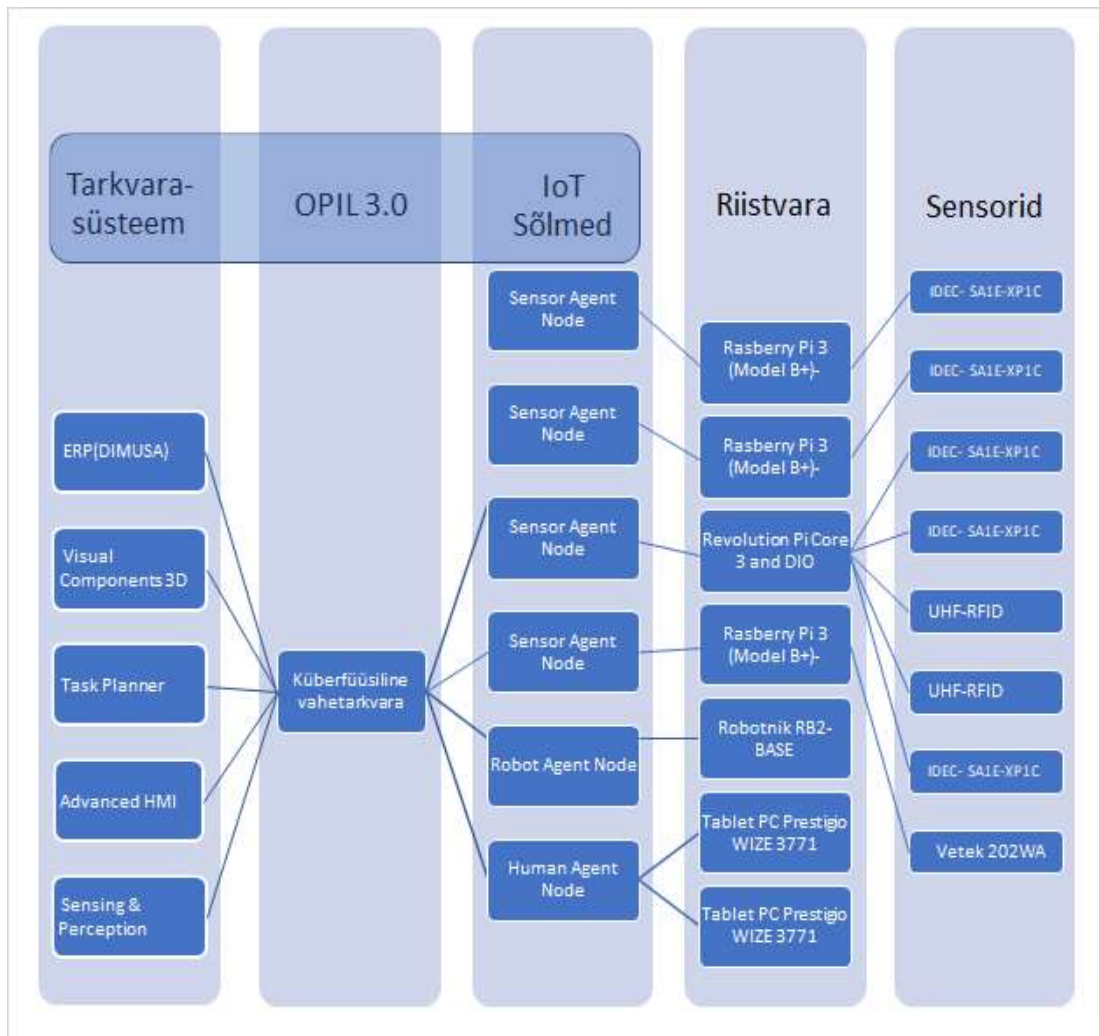 Tarkvara-
süsteem
OPIL 3.0
IoT
Sõlmed
Riistvara
Sensorid
ERP(DIMUSA)
Visual
Components 3D
Task Planner
Advanced HMI
Sensing &
Perception
Küberfüüsiline
vahetarkvara
Sensor Agent
Node
Sensor Agent
Node
Sensor Agent
Node
Sensor Agent
Node
Robot Agent Node
Human Agent
Node
Rasberry Pi 3
(Model B+)-
Rasberry Pi 3
(Model B+)-
Revolution Pi Core
3 and DIO
Rasberry Pi 3
(Model B+)-
Robotnik RB2-
BASE
Tablet PC Prestigio
WIZE 3771
Tablet PC Prestigio
WIZE 3771
IDEC- SA1E-XP1C
IDEC- SA1E-XP1C
IDEC- SA1E-XP1C
IDEC- SA1E-XP1C
UHF-RFID
UHF-RFID
IDEC- SA1E-XP1C
Vetek 202WA